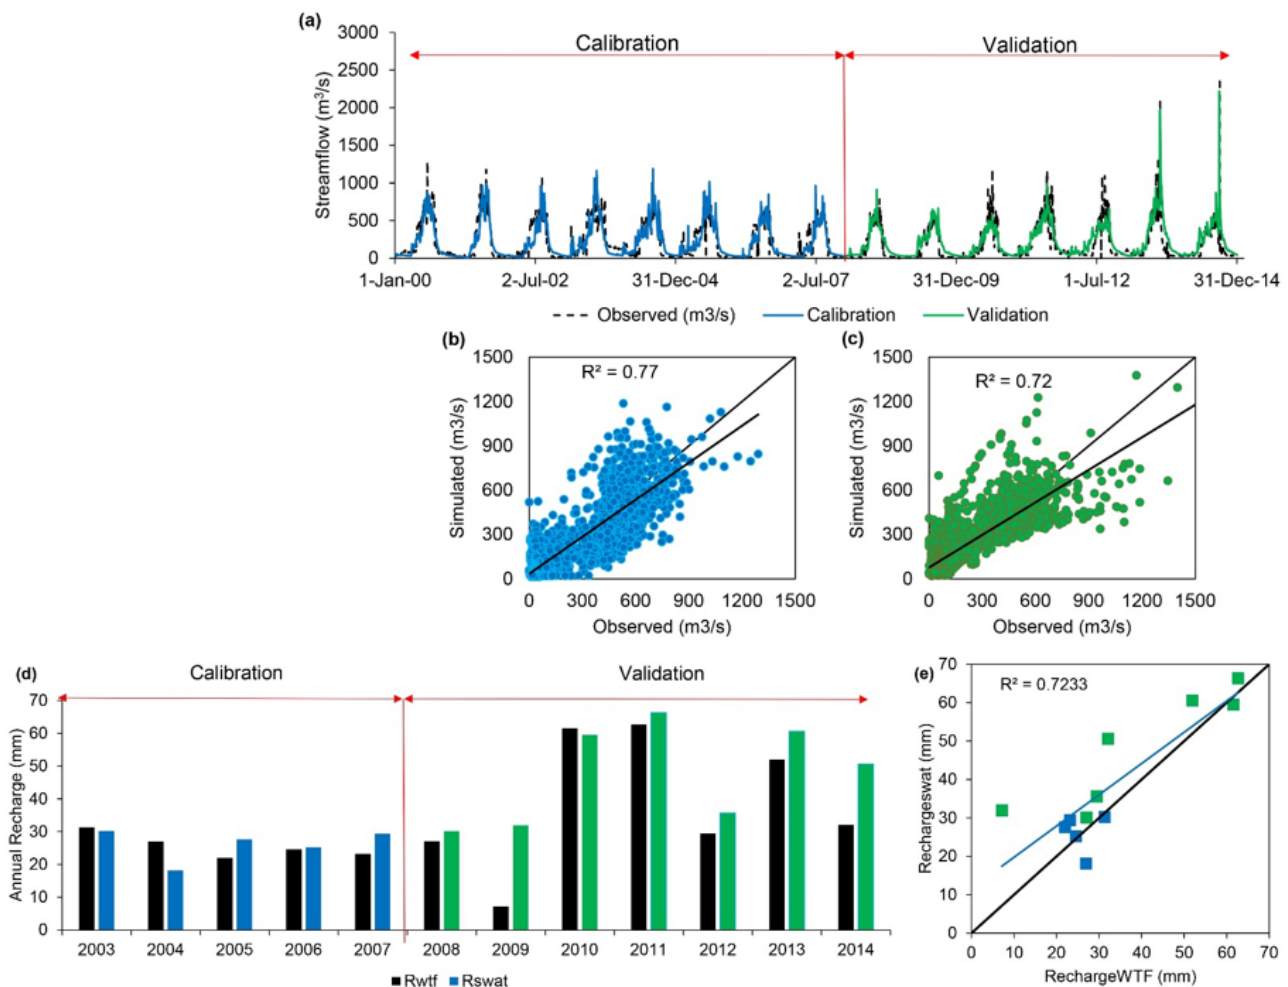 (a)
Calibration
Validation
Streamflow (m³/s)
3000
2500
2000
1500
1000
500
0
1-Jan-00 2-Jul-02 31-Dec-04 2-Jul-07 31-Dec-09 1-Jul-12 31-Dec-14
Observed (m3/s) Calibration Validation
(b)
R² = 0.77
Simulated (m3/s)
1500
1200
900
600
300
0
0 300 600 900 1200 1500
Observed (m3/s)
(c)
R² = 0.72
Simulated (m3/s)
1500
1200
900
600
300
0
0 300 600 900 1200 1500
Observed (m3/s)
(d)
Calibration
Validation
Annual Recharge (mm)
70
60
50
40
30
20
10
0
2003 2004 2005 2006 2007 2008 2009 2010 2011 2012 2013 2014
Rwtf Rswat
(e)
R² = 0.7233
Rechargeswat (mm)
70
60
50
40
30
20
10
0
0 10 20 30 40 50 60 70
RechargeWTF (mm)